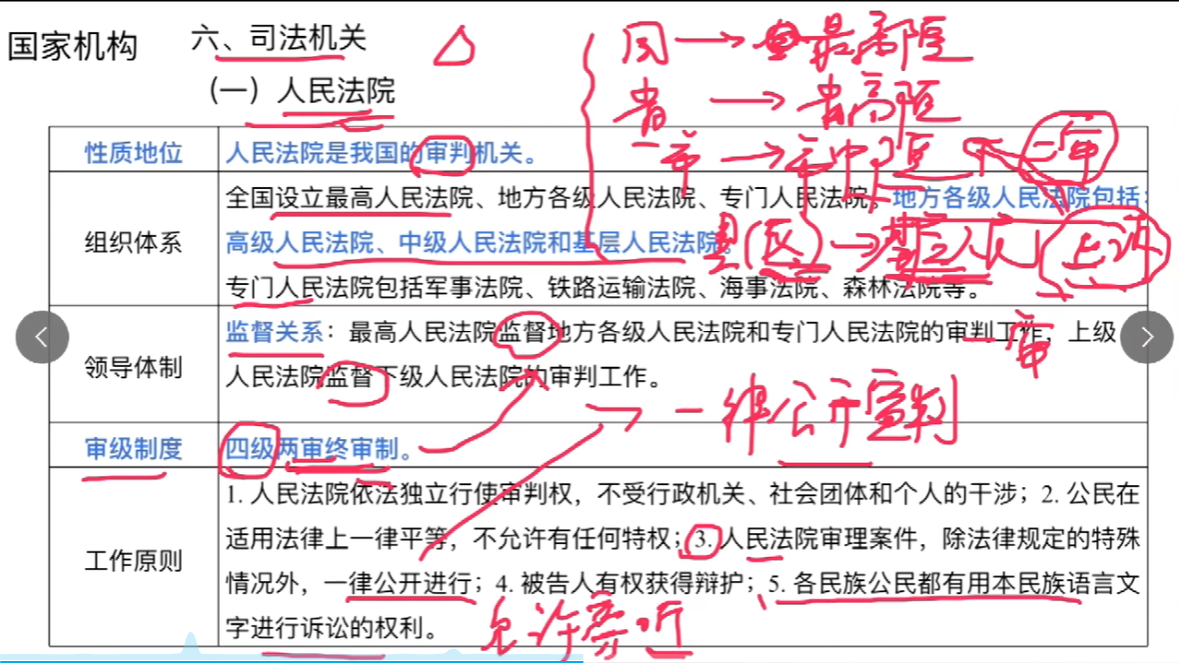 国家机构
六、司法机关
（一）人民法院
国 → 最高院
省 → 省高院
市 → 市中院
二审
县(区) → 基层人民
上诉
一审
性质地位 人民法院是我国的审判机关。
组织体系
全国设立最高人民法院、地方各级人民法院、专门人民法院。地方各级人民法院包括：
高级人民法院、中级人民法院和基层人民法院。
专门人民法院包括军事法院、铁路运输法院、海事法院、森林法院等。
领导体制
监督关系：最高人民法院监督地方各级人民法院和专门人民法院的审判工作，上级
人民法院监督下级人民法院的审判工作。
一律公开宣判
审级制度 四级两审终审制。
工作原则
1. 人民法院依法独立行使审判权，不受行政机关、社会团体和个人的干涉；2. 公民在
适用法律上一律平等，不允许有任何特权；3. 人民法院审理案件，除法律规定的特殊
情况外，一律公开进行；4. 被告人有权获得辩护；5. 各民族公民都有用本民族语言文
字进行诉讼的权利。
允许旁听